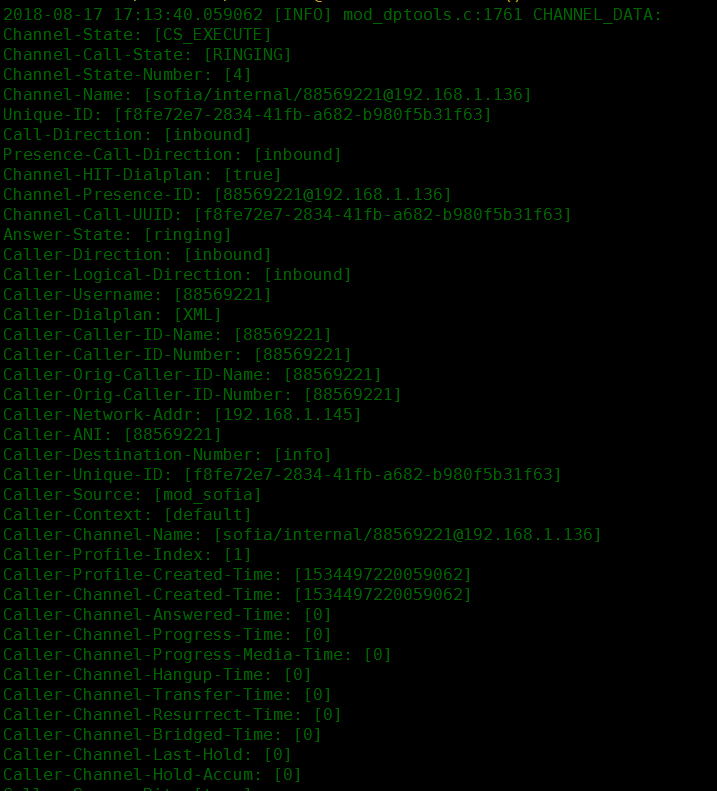 2018-08-17 17:13:40.059062 [INFO] mod_dptools.c:1761 CHANNEL_DATA:
Channel-State: [CS_EXECUTE]
Channel-Call-State: [RINGING]
Channel-State-Number: [4]
Channel-Name: [sofia/internal/88569221@192.168.1.136]
Unique-ID: [f8fe72e7-2834-41fb-a682-b980f5b31f63]
Call-Direction: [inbound]
Presence-Call-Direction: [inbound]
Channel-HIT-Dialplan: [true]
Channel-Presence-ID: [88569221@192.168.1.136]
Channel-Call-UUID: [f8fe72e7-2834-41fb-a682-b980f5b31f63]
Answer-State: [ringing]
Caller-Direction: [inbound]
Caller-Logical-Direction: [inbound]
Caller-Username: [88569221]
Caller-Dialplan: [XML]
Caller-Caller-ID-Name: [88569221]
Caller-Caller-ID-Number: [88569221]
Caller-Orig-Caller-ID-Name: [88569221]
Caller-Orig-Caller-ID-Number: [88569221]
Caller-Network-Addr: [192.168.1.145]
Caller-ANI: [88569221]
Caller-Destination-Number: [info]
Caller-Unique-ID: [f8fe72e7-2834-41fb-a682-b980f5b31f63]
Caller-Source: [mod_sofia]
Caller-Context: [default]
Caller-Channel-Name: [sofia/internal/88569221@192.168.1.136]
Caller-Profile-Index: [1]
Caller-Profile-Created-Time: [1534497220059062]
Caller-Channel-Created-Time: [1534497220059062]
Caller-Channel-Answered-Time: [0]
Caller-Channel-Progress-Time: [0]
Caller-Channel-Progress-Media-Time: [0]
Caller-Channel-Hangup-Time: [0]
Caller-Channel-Transfer-Time: [0]
Caller-Channel-Resurrect-Time: [0]
Caller-Channel-Bridged-Time: [0]
Caller-Channel-Last-Hold: [0]
Caller-Channel-Hold-Accum: [0]